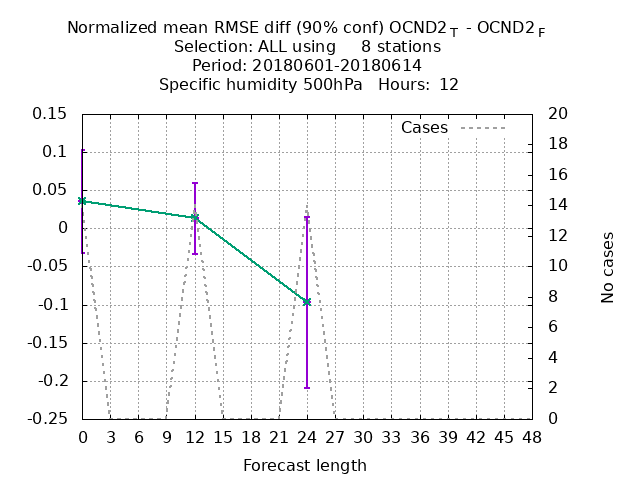 Normalized mean RMSE diff (90% conf) OCND2 T - OCND2 F
Selection: ALL using 8 stations
Period: 20180601-20180614
Specific humidity 500hPa Hours: 12
Cases
0.15
0.1
0.05
0
-0.05
-0.1
-0.15
-0.2
-0.25
20
18
16
14
12
10
8
6
4
2
0
No cases
0 3 6 9 12 15 18 21 24 27 30 33 36 39 42 45 48
Forecast length